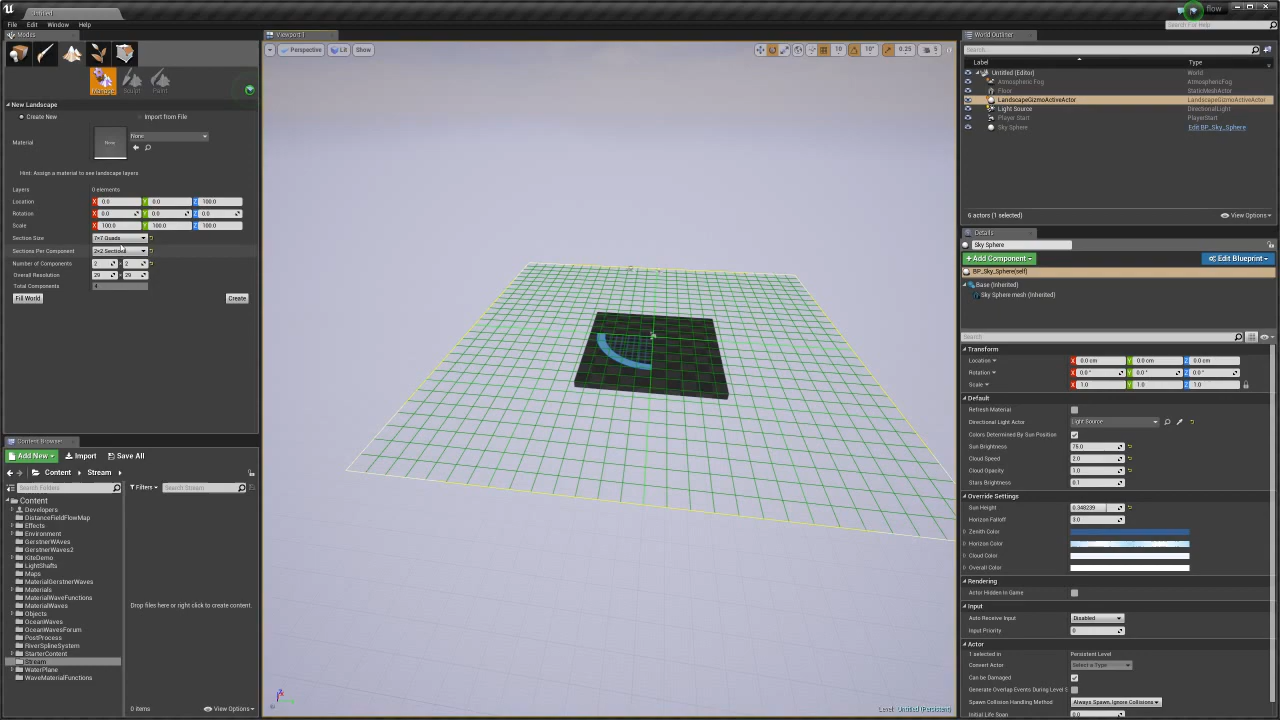 Untitled
flow
File Edit Window Help
Search For Help
Modes
Manage Sculpt Paint
New Landscape
Create New Import from File
Material None None
Hint: Assign a material to see landscape layers
Layers 0 elements
Location X 0.0 Y 0.0 Z 100.0
Rotation X 0.0 Y 0.0 Z 0.0
Scale X 100.0 Y 100.0 Z 100.0
Section Size 7×7 Quads
Sections Per Component 2×2 Sections
Number of Components 2 x 2
Overall Resolution 29 x 29
Total Components 4
Fill World Create
Content Browser
Add New Import Save All
Content Stream
Search Folders Filters Search Stream
Content
Developers
DistanceFieldFlowMap
Effects
Environment
GerstnerWAves
GerstnerWaves2
KiteDemo
LightShafts
Maps
MaterialGerstnerWaves
Materials
MaterialWaveFunctions
MaterialWaves
Objects
OceanWaves
OceanWavesForum
PostProcess
RiverSplineSystem
StarterContent
Stream
WaterPlane
WaveMaterialFunctions
Drop files here or right click to create content.
0 items View Options
Viewport 1
Perspective Lit Show
10 10° 0.25 5
Level: Untitled (Persistent)
World Outliner
Search...
Label Type
Untitled (Editor) World
Atmospheric Fog AtmosphericFog
Floor StaticMeshActor
LandscapeGizmoActiveActor LandscapeGizmoActiveActor
Light Source DirectionalLight
Player Start PlayerStart
Sky Sphere Edit BP_Sky_Sphere
6 actors (1 selected) View Options
Details
Sky Sphere
+ Add Component Edit Blueprint
BP_Sky_Sphere(self)
Base (Inherited)
Sky Sphere mesh (Inherited)
Search
Transform
Location X 0.0 cm Y 0.0 cm Z 0.0 cm
Rotation X 0.0 ° Y 0.0 ° Z 0.0 °
Scale X 1.0 Y 1.0 Z 1.0
Default
Refresh Material
Directional Light Actor Light Source
Colors Determined By Sun Position
Sun Brightness 75.0
Cloud Speed 2.0
Cloud Opacity 1.0
Stars Brightness 0.1
Override Settings
Sun Height 0.348239
Horizon Falloff 3.0
Zenith Color
Horizon Color
Cloud Color
Overall Color
Rendering
Actor Hidden In Game
Input
Auto Receive Input Disabled
Input Priority 0
Actor
1 selected in Persistent Level
Convert Actor Select a Type
Can be Damaged
Generate Overlap Events During Level S
Spawn Collision Handling Method Always Spawn, Ignore Collisions
Initial Life Span